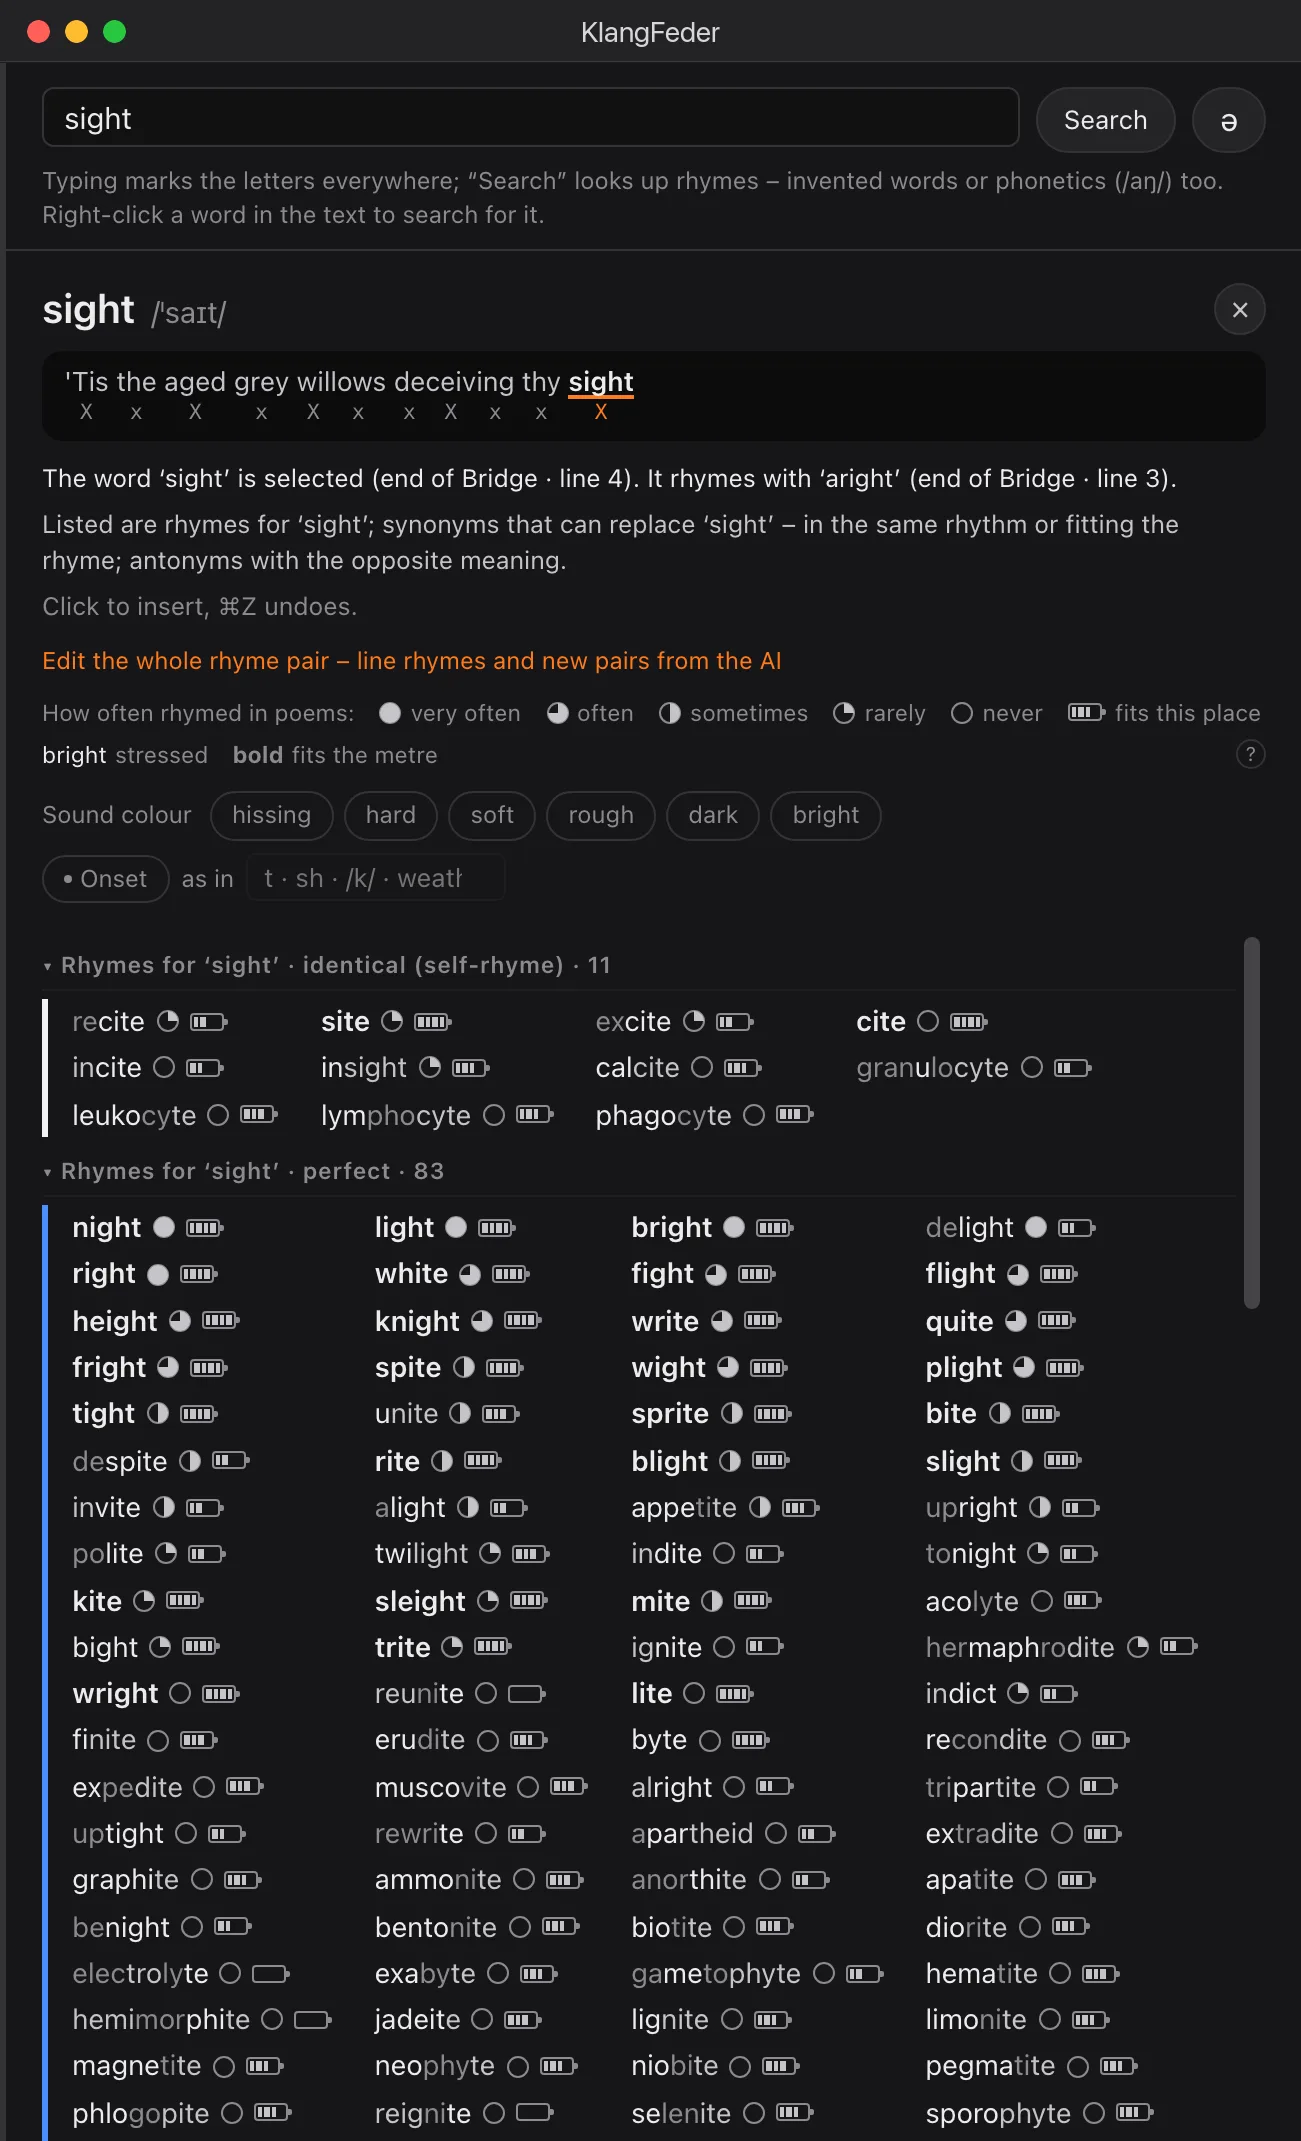 KlangFeder
sight Search ə
Typing marks the letters everywhere; “Search” looks up rhymes – invented words or phonetics (/aŋ/) too.
Right-click a word in the text to search for it.
sight /ˈsaɪt/ ×
'Tis the aged grey willows deceiving thy sight
X x X x X x x X x x X
The word ‘sight’ is selected (end of Bridge · line 4). It rhymes with ‘aright’ (end of Bridge · line 3).
Listed are rhymes for ‘sight’; synonyms that can replace ‘sight’ – in the same rhythm or fitting the
rhyme; antonyms with the opposite meaning.
Click to insert, ⌘Z undoes.
Edit the whole rhyme pair – line rhymes and new pairs from the AI
How often rhymed in poems: very often often sometimes rarely never fits this place
bright stressed bold fits the metre ?
Sound colour hissing hard soft rough dark bright
• Onset as in t · sh · /k/ · weath
Rhymes for ‘sight’ · identical (self-rhyme) · 11
recite site excite cite
incite insight calcite granulocyte
leukocyte lymphocyte phagocyte
Rhymes for ‘sight’ · perfect · 83
night light bright delight
right white fight flight
height knight write quite
fright spite wight plight
tight unite sprite bite
despite rite blight slight
invite alight appetite upright
polite twilight indite tonight
kite sleight mite acolyte
bight trite ignite hermaphrodite
wright reunite lite indict
finite erudite byte recondite
expedite muscovite alright tripartite
uptight rewrite apartheid extradite
graphite ammonite anorthite apatite
benight bentonite biotite diorite
electrolyte exabyte gametophyte hematite
hemimorphite jadeite lignite limonite
magnetite neophyte niobite pegmatite
phlogopite reignite selenite sporophyte